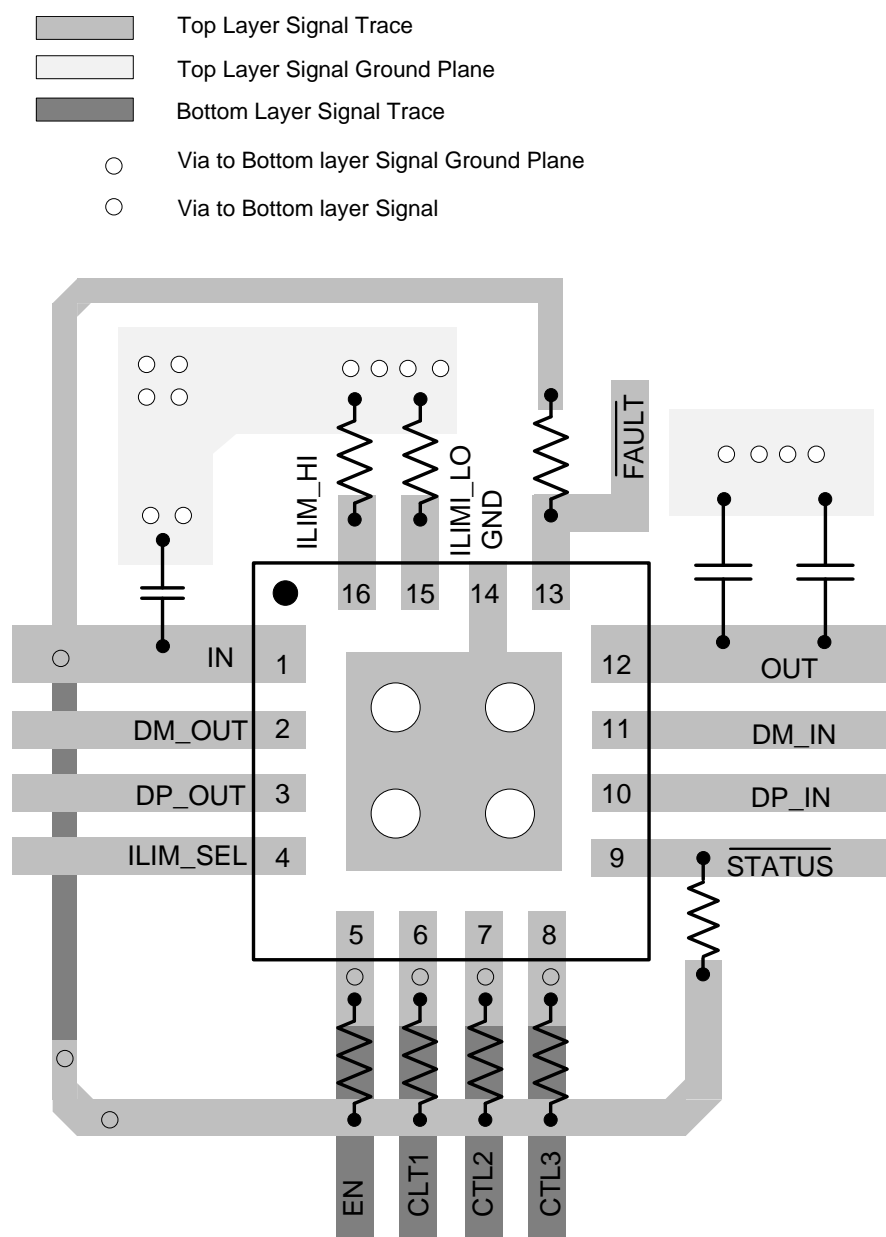 Top Layer Signal Trace
Top Layer Signal Ground Plane
Bottom Layer Signal Trace
Via to Bottom layer Signal Ground Plane
Via to Bottom layer Signal
ILIM_HI
ILIMI_LO
GND
FAULT
16
15
14
13
IN
1
12
OUT
DM_OUT
2
11
DM_IN
DP_OUT
3
10
DP_IN
ILIM_SEL
4
9
STATUS
5
6
7
8
EN
CLT1
CTL2
CTL3